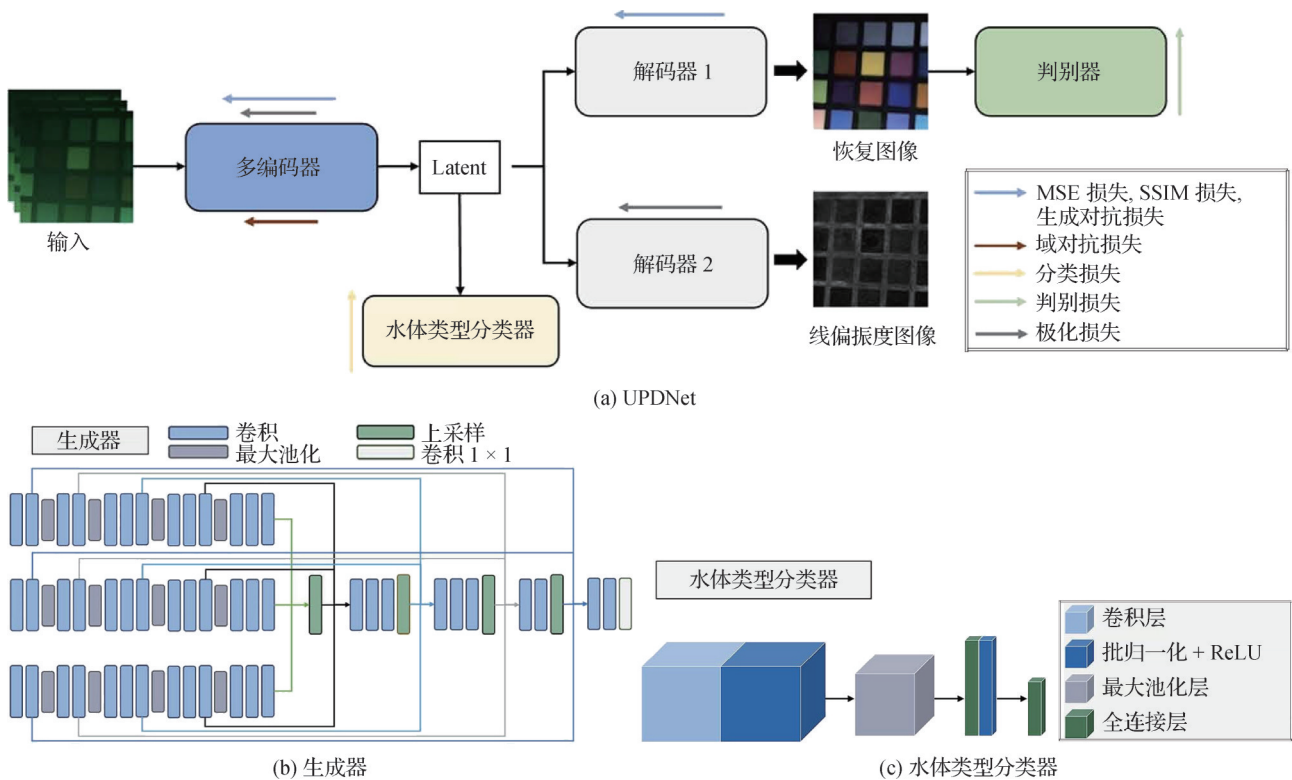 输入
多编码器
Latent
水体类型分类器
解码器 1
恢复图像
判别器
解码器 2
线偏振度图像
MSE 损失, SSIM 损失,
生成对抗损失
域对抗损失
分类损失
判别损失
极化损失
(a) UPDNet
生成器
卷积
最大池化
上采样
卷积 1 × 1
(b) 生成器
水体类型分类器
卷积层
批归一化 + ReLU
最大池化层
全连接层
(c) 水体类型分类器